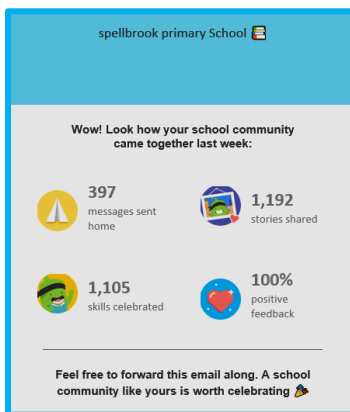 spellbrook primary School 📚
Wow! Look how your school community
came together last week:
397
messages sent
home
1,192
stories shared
1,105
skills celebrated
100%
positive
feedback
Feel free to forward this email along. A school
community like yours is worth celebrating 🎉